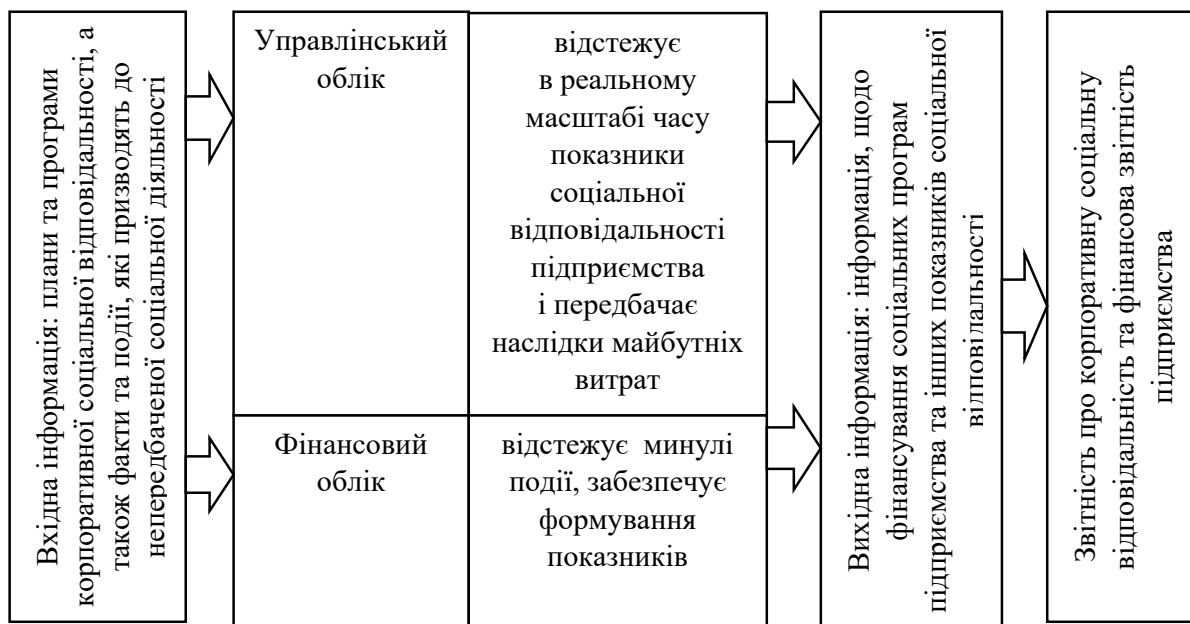 Вхідна інформація: плани та програми
корпоративної соціальної відповідальності, а
також факти та події, які призводять до
непередбаченої соціальної діяльності
Управлінський
облік
відстежує
в реальному
масштабі часу
показники
соціальної
відповідальності
підприємства
і передбачає
наслідки майбутніх
витрат
Фінансовий
облік
відстежує минулі
події, забезпечує
формування
показників
Вихідна інформація: інформація, щодо
фінансування соціальних програм
підприємства та інших показників соціальної
відповідальності
Звітність про корпоративну соціальну
відповідальність та фінансова звітність
підприємства